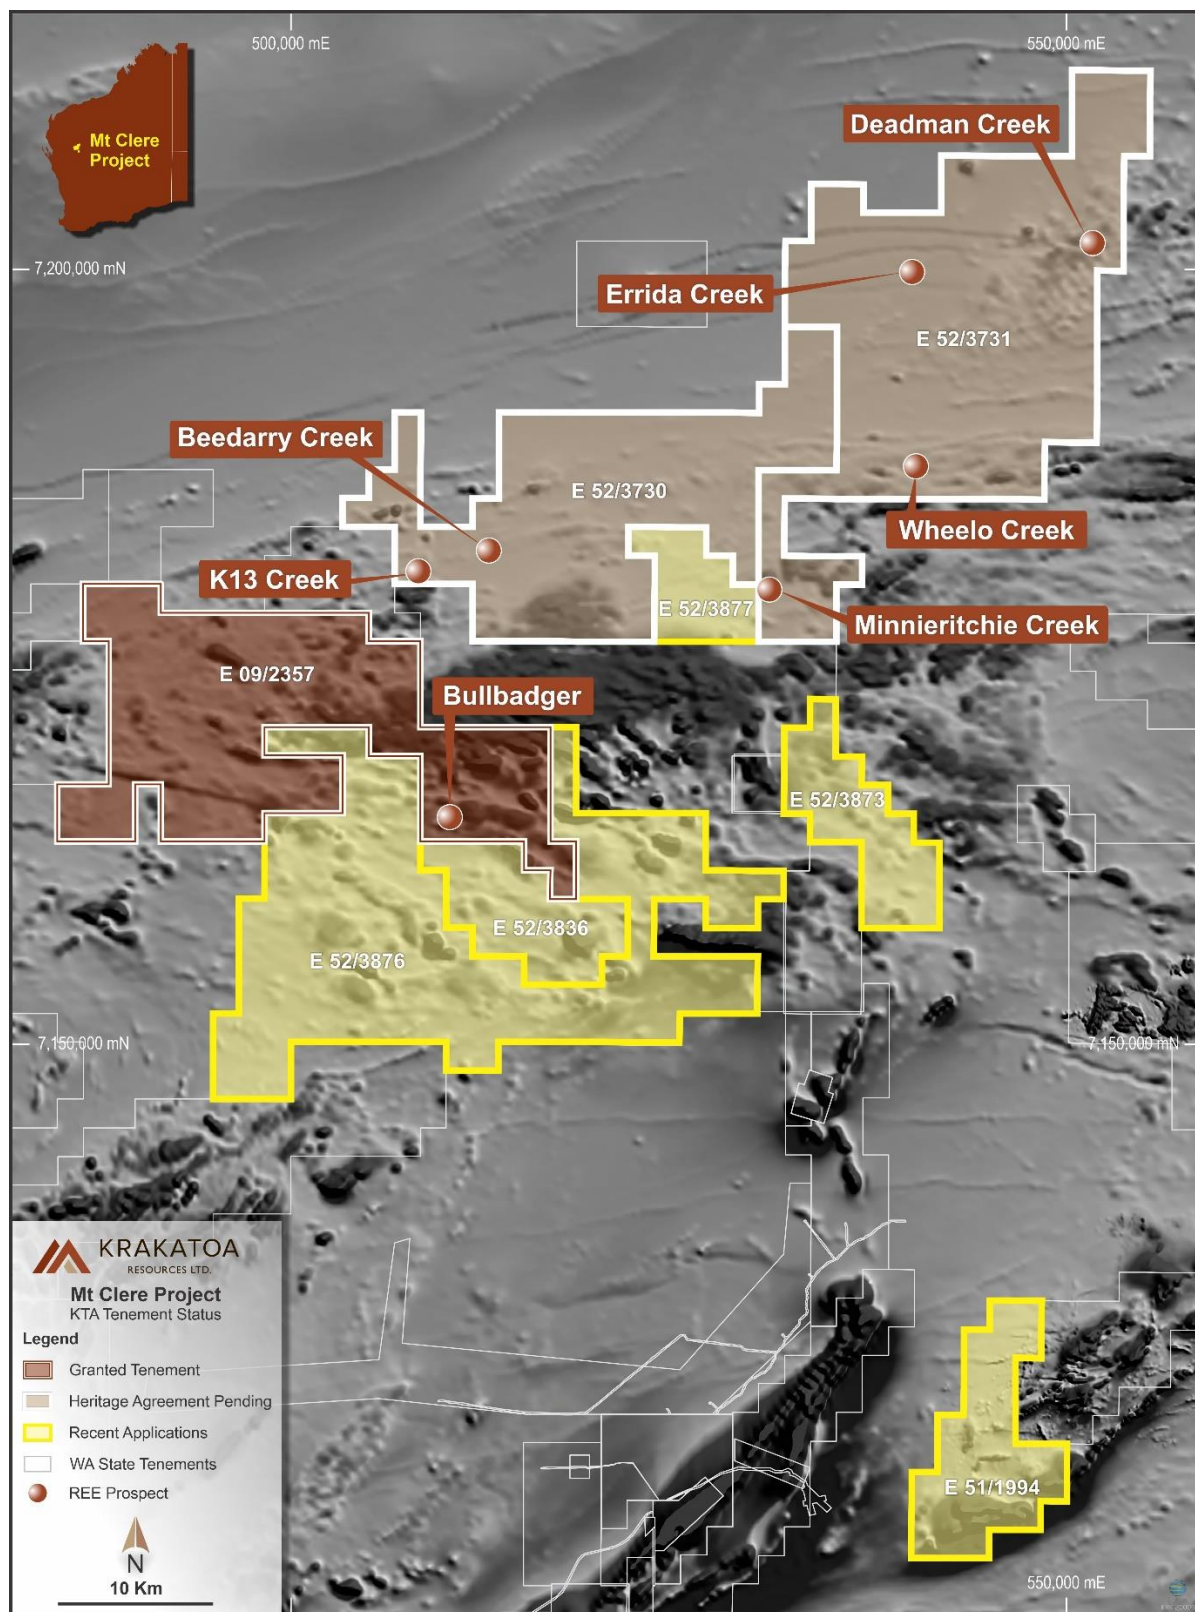 500,000 mE
550,000 mE
Mt Clere
Project
Deadman Creek
7,200,000 mN
Errida Creek
E 52/3731
Beedarry Creek
E 52/3730
Wheelo Creek
K13 Creek
E 52/3877
Minnieritchie Creek
E 09/2357
Bullbadger
E 52/3873
E 52/3836
E 52/3876
7,150,000 mN
7,150,000 mN
KRAKATOA
RESOURCES LTD.
Mt Clere Project
KTA Tenement Status
Legend
Granted Tenement
Heritage Agreement Pending
Recent Applications
WA State Tenements
REE Prospect
N
10 Km
E 51/1994
550,000 mE